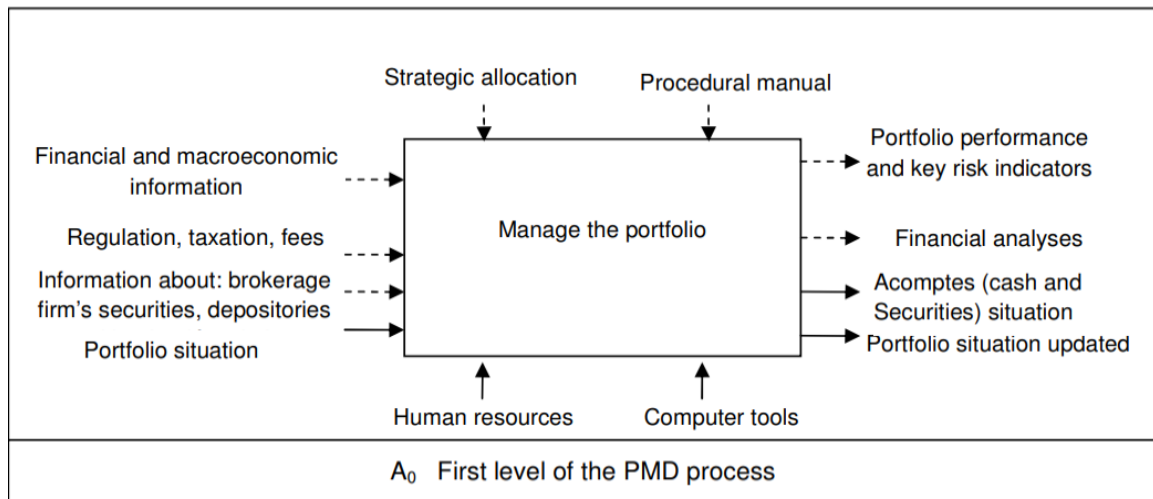 Strategic allocation
Procedural manual
Financial and macroeconomic
information
Regulation, taxation, fees
Information about: brokerage
firm's securities, depositories
Portfolio situation
Manage the portfolio
Portfolio performance
and key risk indicators
Financial analyses
Acomptes (cash and
Securities) situation
Portfolio situation updated
Human resources
Computer tools
A₀ First level of the PMD process